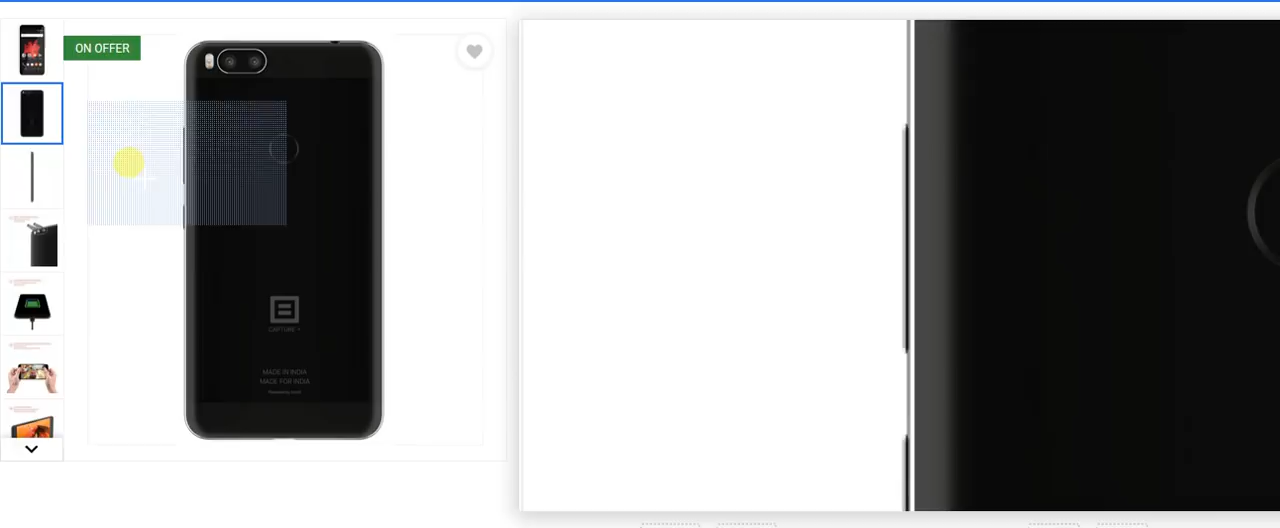 ON OFFER
CAPTURE +
MADE IN INDIA
MADE FOR INDIA